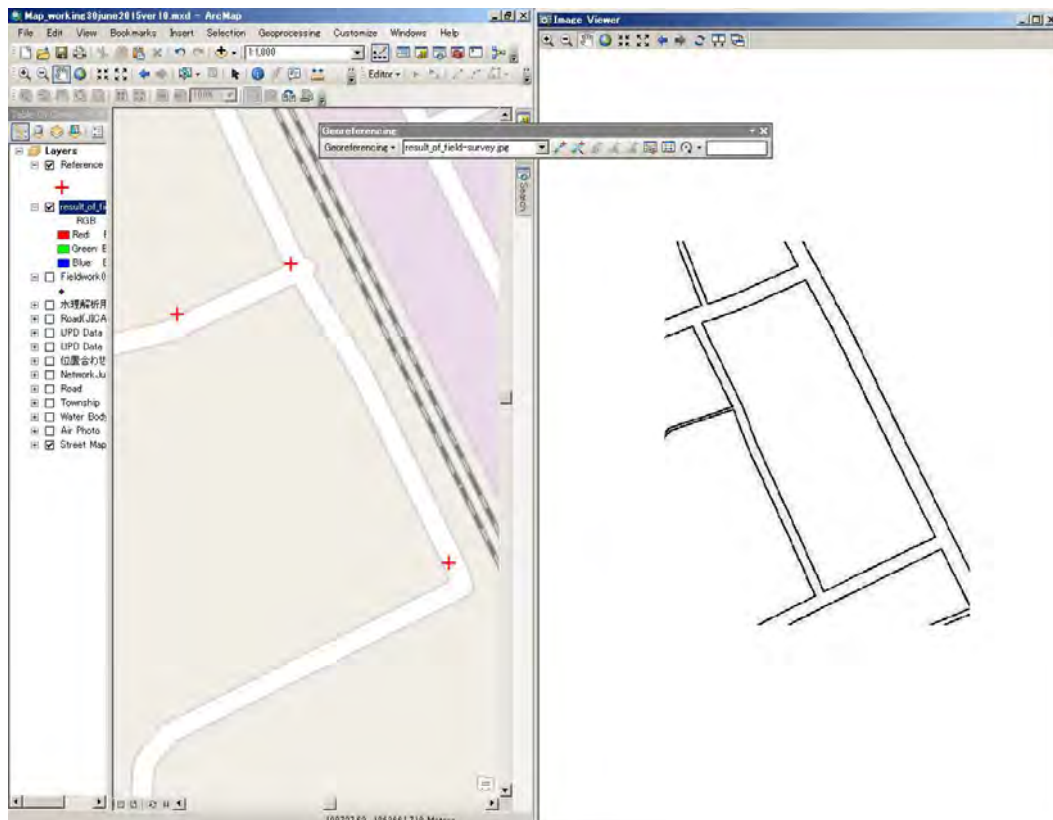 Map_working30june2015ver10.mxd - ArcMap
File Edit View Bookmarks Insert Selection Geoprocessing Customize Windows Help
1:1,000
Editor
100%
Layers
Reference
result_of_fi
RGB
Red:
Green:
Blue:
Fieldwork
水理解析用
Road(JICA
UPD Data
UPD Data
位置合わせ
Network Ju
Road
Township
Water Body
Air Photo
Street Map
Search
Georeferencing
Georeferencing result_of_field-survey.jpg
Meters
Image Viewer